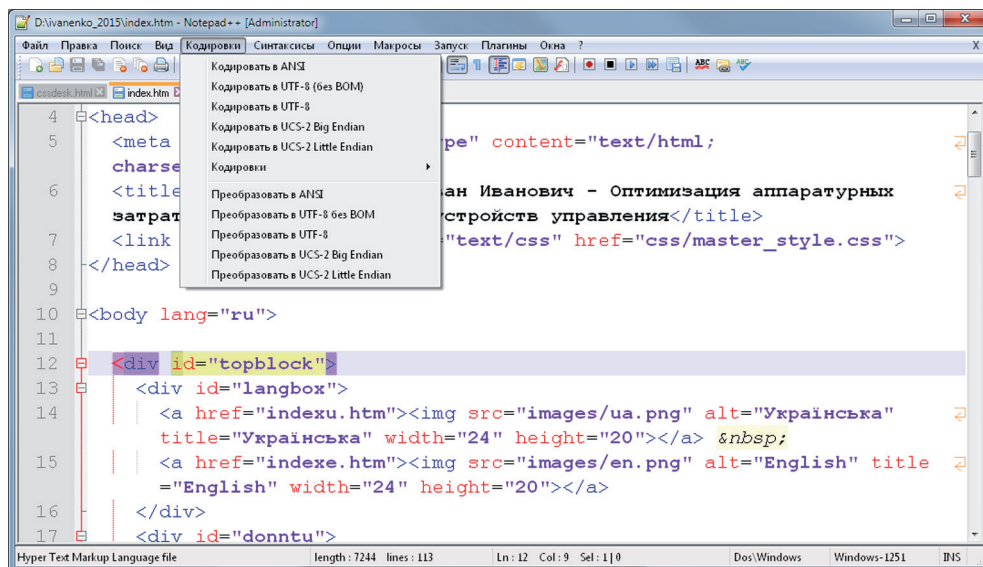 D:\ivanenko_2015\index.htm - Notepad++ [Administrator]
Файл Правка Поиск Вид Кодировки Синтаксисы Опции Макросы Запуск Плагины Окна ? X
cssdesk.html index.htm
Кодировать в ANSI
Кодировать в UTF-8 (без BOM)
Кодировать в UTF-8
Кодировать в UCS-2 Big Endian
Кодировать в UCS-2 Little Endian
Кодировки
Преобразовать в ANSI
Преобразовать в UTF-8 без BOM
Преобразовать в UTF-8
Преобразовать в UCS-2 Big Endian
Преобразовать в UCS-2 Little Endian
4 <head>
5 <meta pe" content="text/html;
charse
6 <title ван Иванович - Оптимизация аппаратурных
затрат стройств управления</title>
7 <link ="text/css" href="css/master_style.css">
8 </head>
9
10 <body lang="ru">
11
12 <div id="topblock">
13 <div id="langbox">
14 <a href="indexu.htm"><img src="images/ua.png" alt="Українська"
title="Українська" width="24" height="20"></a> &nbsp;
15 <a href="indexe.htm"><img src="images/en.png" alt="English" title
="English" width="24" height="20"></a>
16 </div>
17 <div id="donntu">
Hyper Text Markup Language file length : 7244 lines : 113 Ln : 12 Col : 9 Sel : 1 | 0 Dos\Windows Windows-1251 INS